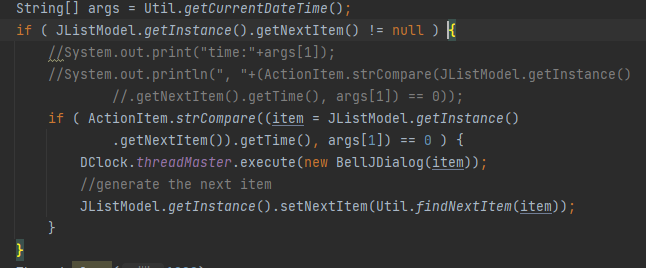 String[] args = Util.getCurrentDateTime();
if ( JListModel.getInstance().getNextItem() != null ) {
//System.out.print("time:"+args[1]);
//System.out.println(", "+(ActionItem.strCompare(JListModel.getInstance()
//.getNextItem().getTime(), args[1]) == 0));
if ( ActionItem.strCompare((item = JListModel.getInstance()
.getNextItem()).getTime(), args[1]) == 0 ) {
DClock.threadMaster.execute(new BellJDialog(item));
//generate the next item
JListModel.getInstance().setNextItem(Util.findNextItem(item));
}
}